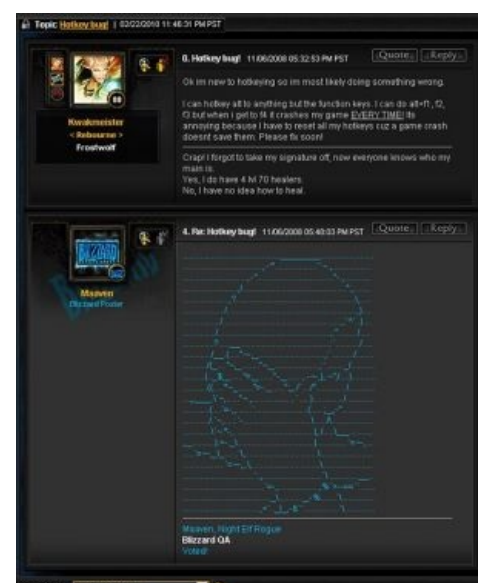 Topic Hotkey bug! | 02/22/2010 11:46:31 PM PST
0. Hotkey bug! 11/06/2008 05:32:53 PM PST
Quote
Reply
Ok im new to hotkeying so im most likely doing something wrong.
I can hotkey alt to anything but the function keys. I can do alt+f1, f2,
f3 but when i get to f4 it crashes my game EVERY TIME! Its
annoying because I have to reset all my hotkeys cuz a game crash
doesnt save them. Please fix soon!
Crap! I forgot to take my signature off, now everyone knows who my
main is.
Yes, I do have 4 lvl 70 healers.
No, I have no idea how to heal.
Kwakmeister
< Rebourne >
Frostwolf
4. Re: Hotkey bug! 11/06/2008 05:40:03 PM PST
Quote
Reply
BLIZZARD
Maaven
Blizzard Poster
Maaven, Night Elf Rogue
Blizzard QA
Voted!